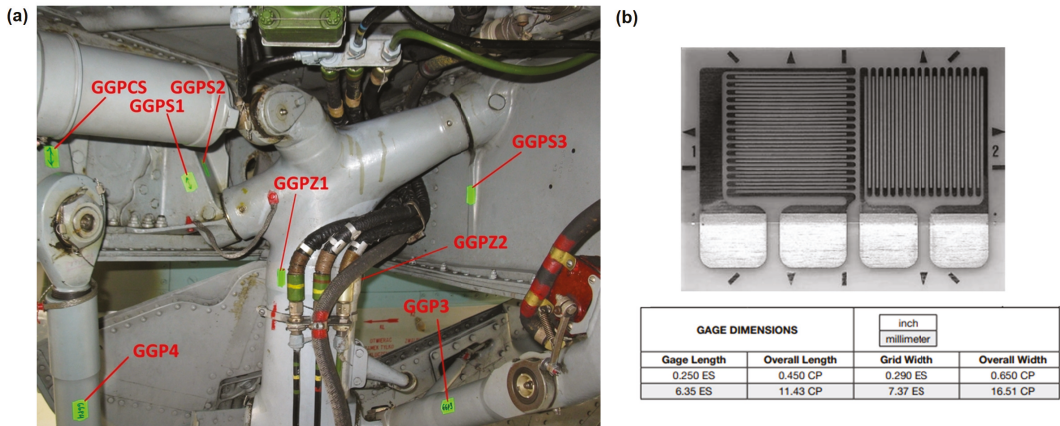 (a)
GGPCS
GGPS1
GGPS2
GGPS3
GGPZ1
GGPZ2
GGP3
GGP4
(b)
1
2
GAGE DIMENSIONS
inch
millimeter
Gage Length Overall Length Grid Width Overall Width
0.250 ES 0.450 CP 0.290 ES 0.650 CP
6.35 ES 11.43 CP 7.37 ES 16.51 CP